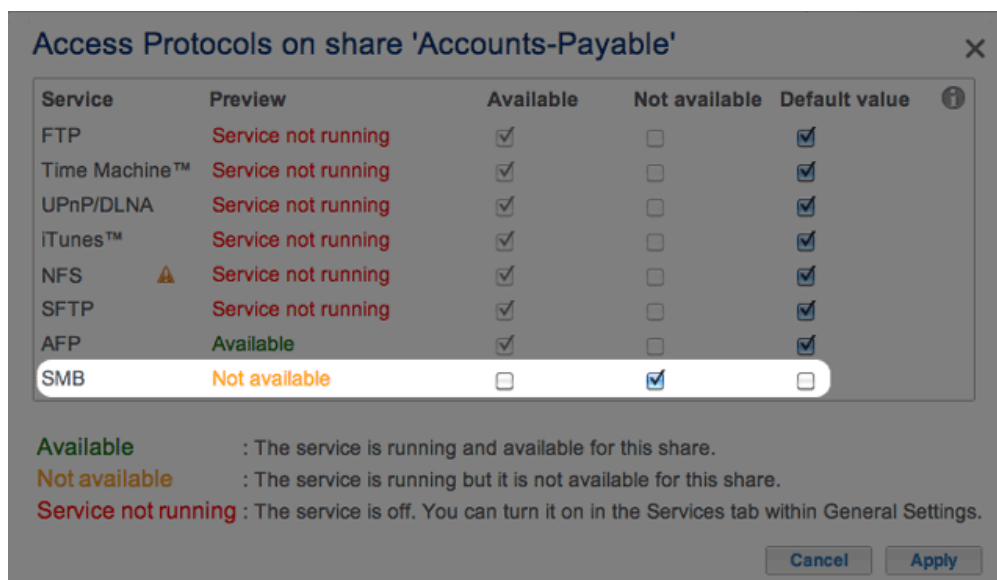 Access Protocols on share 'Accounts-Payable'
Service Preview Available Not available Default value
FTP Service not running
Time Machine™ Service not running
UPnP/DLNA Service not running
iTunes™ Service not running
NFS Service not running
SFTP Service not running
AFP Available
SMB Not available
Available : The service is running and available for this share.
Not available : The service is running but it is not available for this share.
Service not running : The service is off. You can turn it on in the Services tab within General Settings.
Cancel Apply